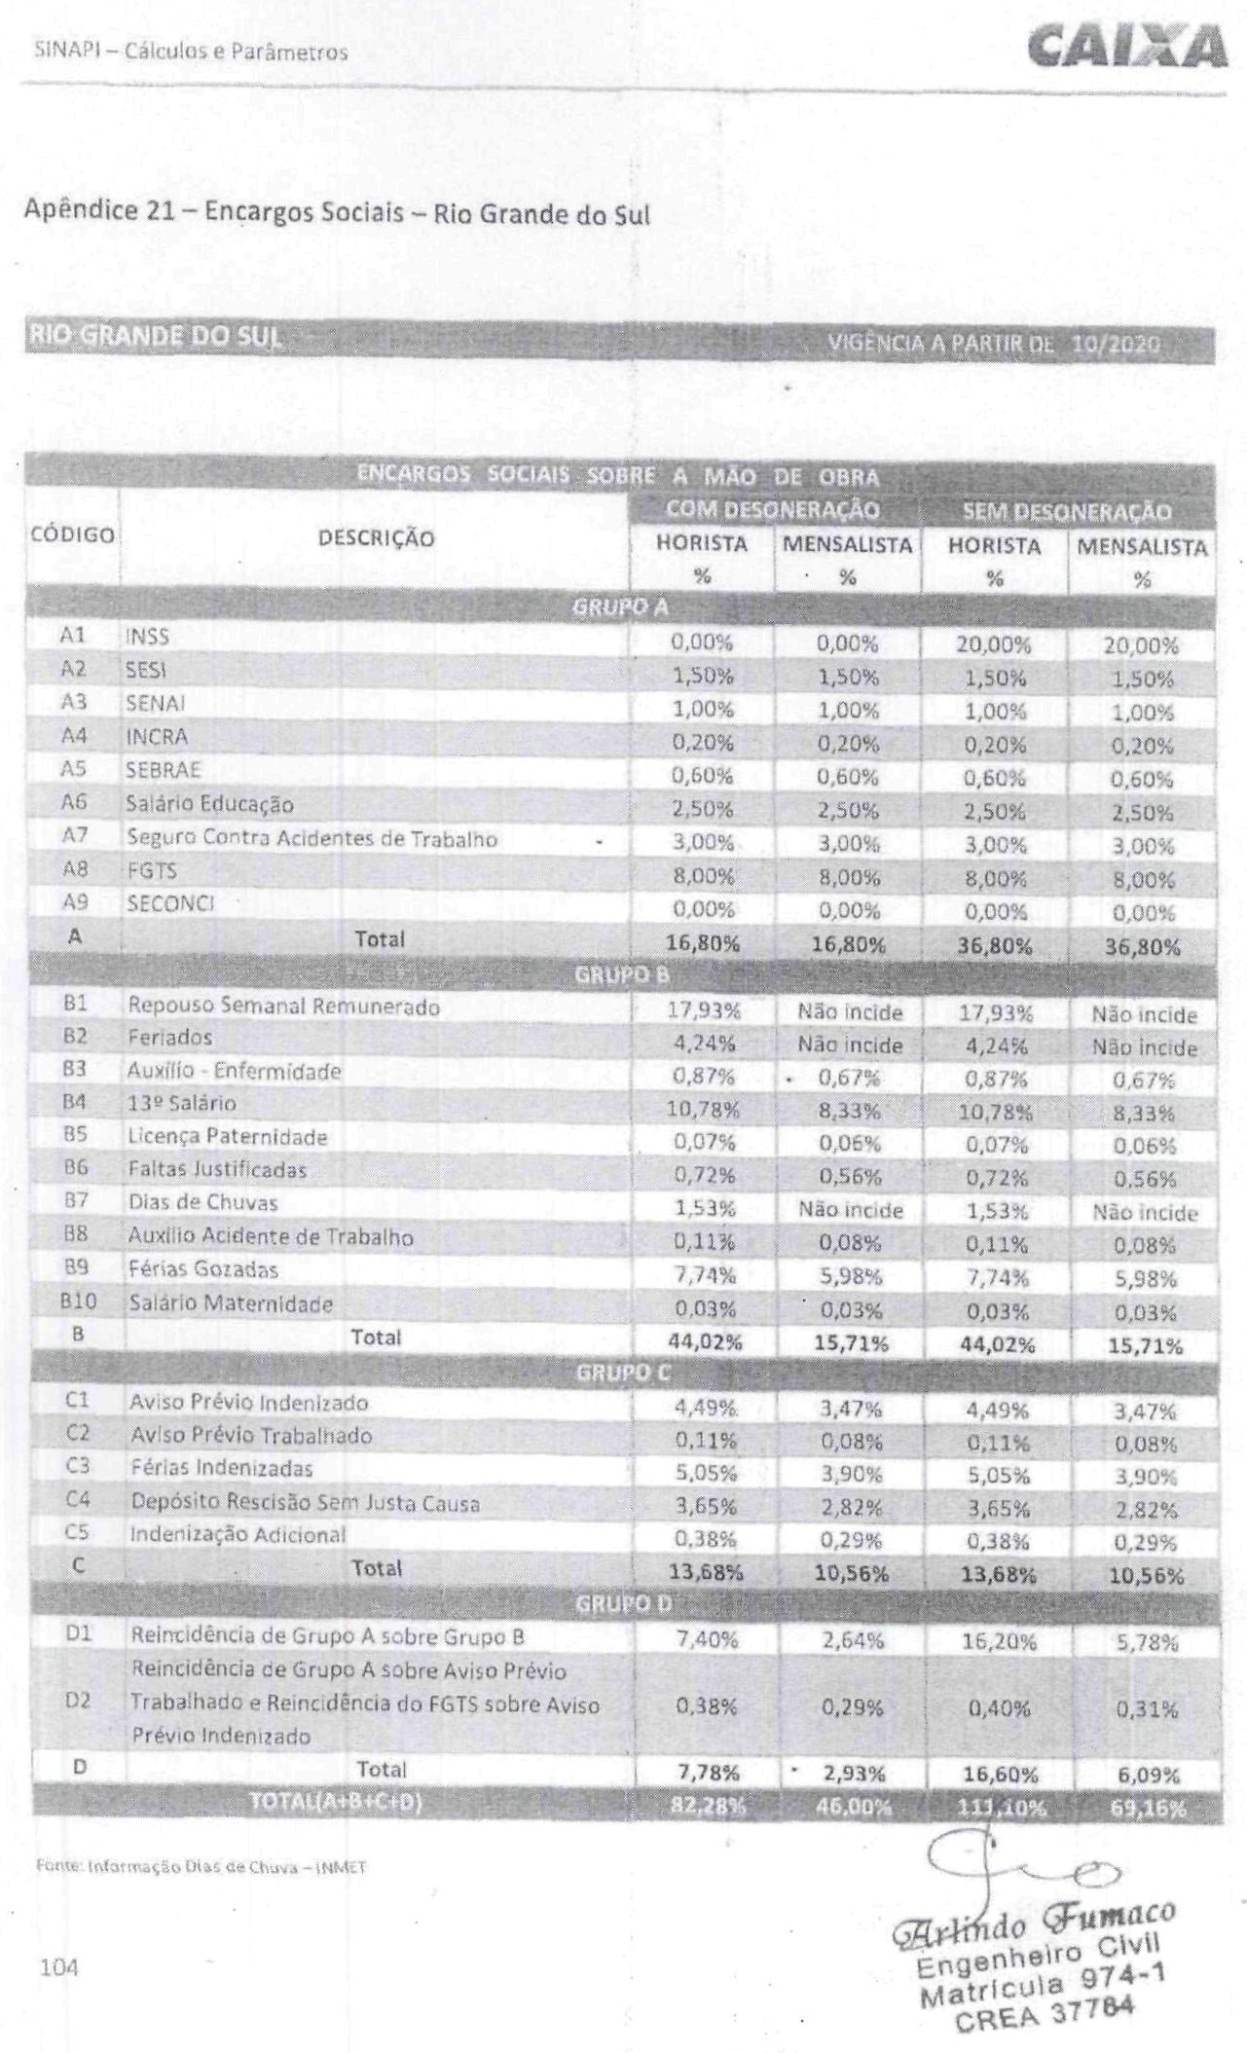 SINAPI – Cálculos e Parâmetros
CAIXA
Apêndice 21 – Encargos Sociais – Rio Grande do Sul
RIO GRANDE DO SUL VIGÊNCIA A PARTIR DE 10/2020
ENCARGOS SOCIAIS SOBRE A MÃO DE OBRA
COM DESONERAÇÃO SEM DESONERAÇÃO
CÓDIGO DESCRIÇÃO HORISTA MENSALISTA HORISTA MENSALISTA
% % % %
GRUPO A
A1 INSS 0,00% 0,00% 20,00% 20,00%
A2 SESI 1,50% 1,50% 1,50% 1,50%
A3 SENAI 1,00% 1,00% 1,00% 1,00%
A4 INCRA 0,20% 0,20% 0,20% 0,20%
A5 SEBRAE 0,60% 0,60% 0,60% 0,60%
A6 Salário Educação 2,50% 2,50% 2,50% 2,50%
A7 Seguro Contra Acidentes de Trabalho 3,00% 3,00% 3,00% 3,00%
A8 FGTS 8,00% 8,00% 8,00% 8,00%
A9 SECONCI 0,00% 0,00% 0,00% 0,00%
A Total 16,80% 16,80% 36,80% 36,80%
GRUPO B
B1 Repouso Semanal Remunerado 17,93% Não incide 17,93% Não incide
B2 Feriados 4,24% Não incide 4,24% Não incide
B3 Auxílio - Enfermidade 0,87% 0,67% 0,87% 0,67%
B4 13º Salário 10,78% 8,33% 10,78% 8,33%
B5 Licença Paternidade 0,07% 0,06% 0,07% 0,06%
B6 Faltas Justificadas 0,72% 0,56% 0,72% 0,56%
B7 Dias de Chuvas 1,53% Não incide 1,53% Não incide
B8 Auxílio Acidente de Trabalho 0,11% 0,08% 0,11% 0,08%
B9 Férias Gozadas 7,74% 5,98% 7,74% 5,98%
B10 Salário Maternidade 0,03% 0,03% 0,03% 0,03%
B Total 44,02% 15,71% 44,02% 15,71%
GRUPO C
C1 Aviso Prévio Indenizado 4,49% 3,47% 4,49% 3,47%
C2 Aviso Prévio Trabalhado 0,11% 0,08% 0,11% 0,08%
C3 Férias Indenizadas 5,05% 3,90% 5,05% 3,90%
C4 Depósito Rescisão Sem Justa Causa 3,65% 2,82% 3,65% 2,82%
C5 Indenização Adicional 0,38% 0,29% 0,38% 0,29%
C Total 13,68% 10,56% 13,68% 10,56%
GRUPO D
D1 Reincidência de Grupo A sobre Grupo B 7,40% 2,64% 16,20% 5,78%
Reincidência de Grupo A sobre Aviso Prévio
D2 Trabalhado e Reincidência do FGTS sobre Aviso 0,38% 0,29% 0,40% 0,31%
Prévio Indenizado
D Total 7,78% 2,93% 16,60% 6,09%
TOTAL(A+B+C+D) 82,28% 46,00% 111,10% 69,16%
Fonte: Informação Dias de Chuva – INMET
Arlindo Fumaco
Engenheiro Civil
Matrícula 974-1
CREA 37784
104